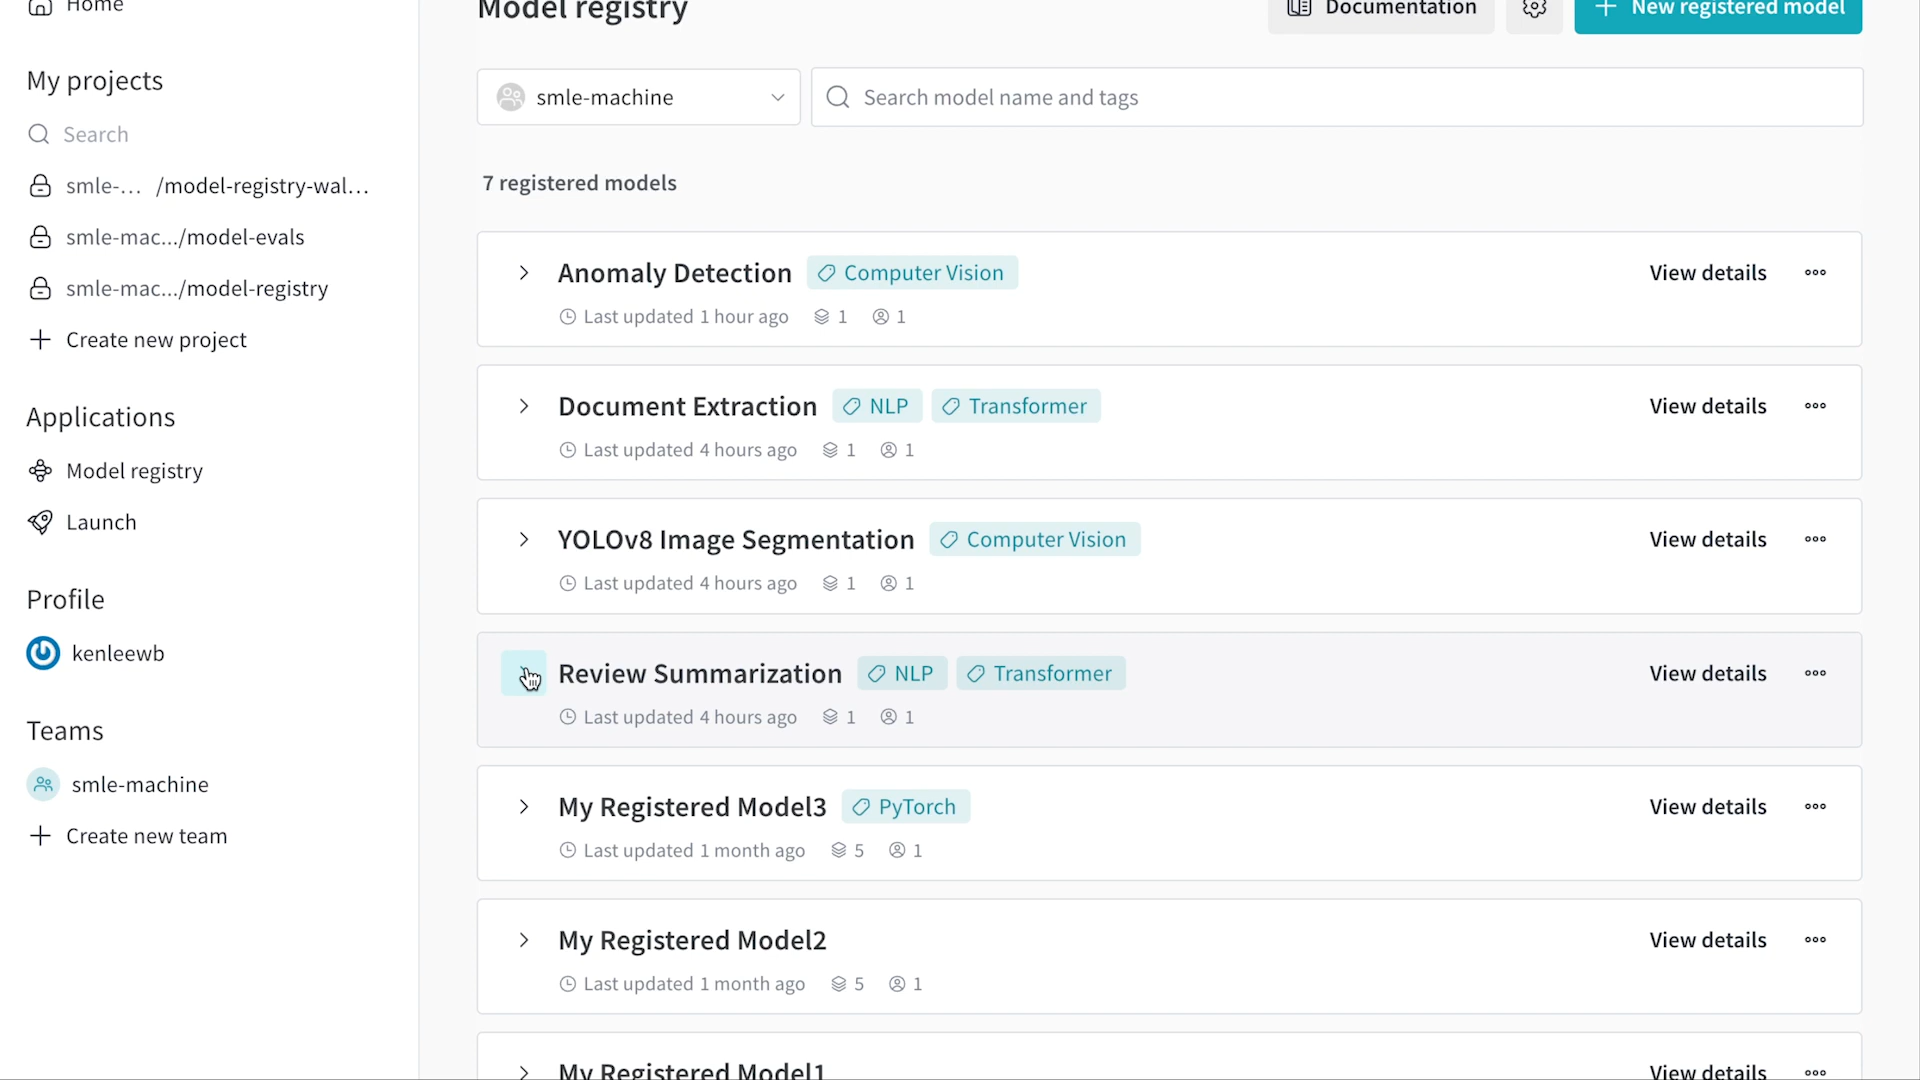 Home
My projects
Search
smle-... /model-registry-wal...
smle-mac.../model-evals
smle-mac.../model-registry
Create new project
Applications
Model registry
Launch
Profile
kenleewb
Teams
smle-machine
Create new team
Model registry
Documentation
New registered model
smle-machine
Search model name and tags
7 registered models
Anomaly Detection Computer Vision View details
Last updated 1 hour ago 1 1
Document Extraction NLP Transformer View details
Last updated 4 hours ago 1 1
YOLOv8 Image Segmentation Computer Vision View details
Last updated 4 hours ago 1 1
Review Summarization NLP Transformer View details
Last updated 4 hours ago 1 1
My Registered Model3 PyTorch View details
Last updated 1 month ago 5 1
My Registered Model2 View details
Last updated 1 month ago 5 1
My Registered Model1 View details